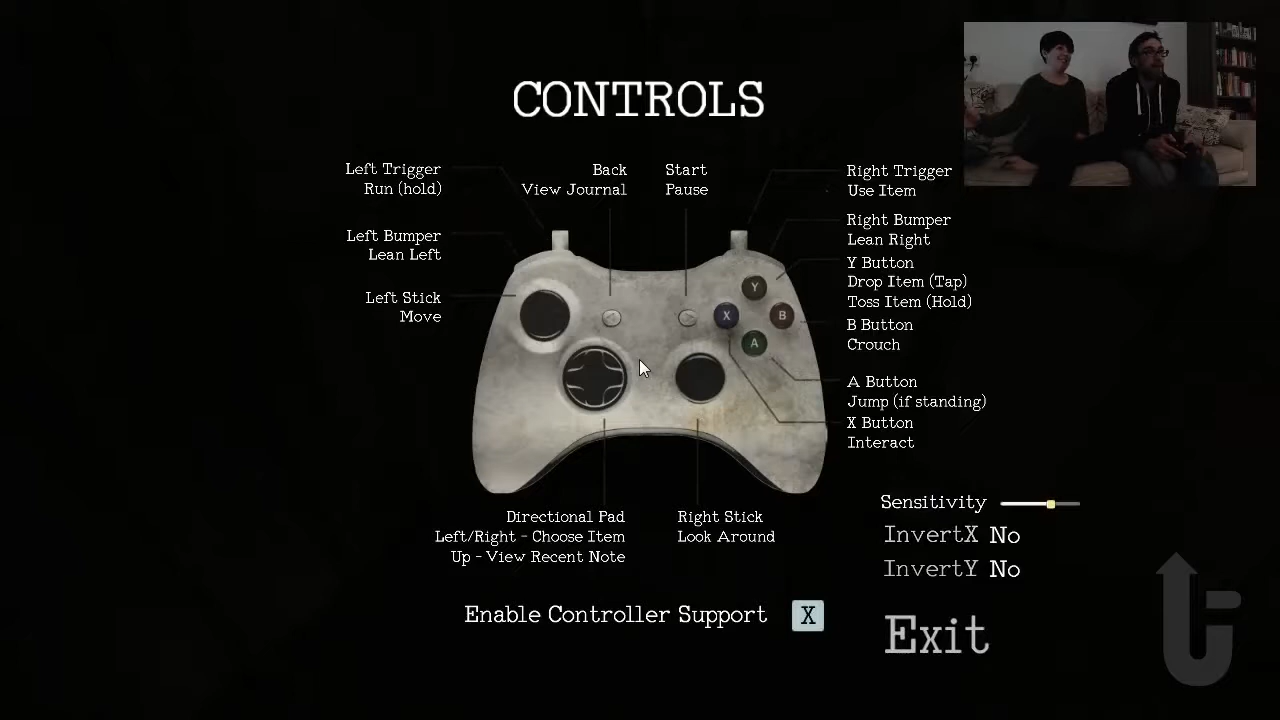 CONTROLS
Left Trigger
Run (hold)
Back
View Journal
Start
Pause
Right Trigger
Use Item
Left Bumper
Lean Left
Right Bumper
Lean Right
Left Stick
Move
Y Button
Drop Item (Tap)
Toss Item (Hold)
B Button
Crouch
A Button
Jump (if standing)
X Button
Interact
Y
X
B
A
Directional Pad
Left/Right - Choose Item
Up - View Recent Note
Right Stick
Look Around
Sensitivity
InvertX No
InvertY No
Enable Controller Support X
Exit